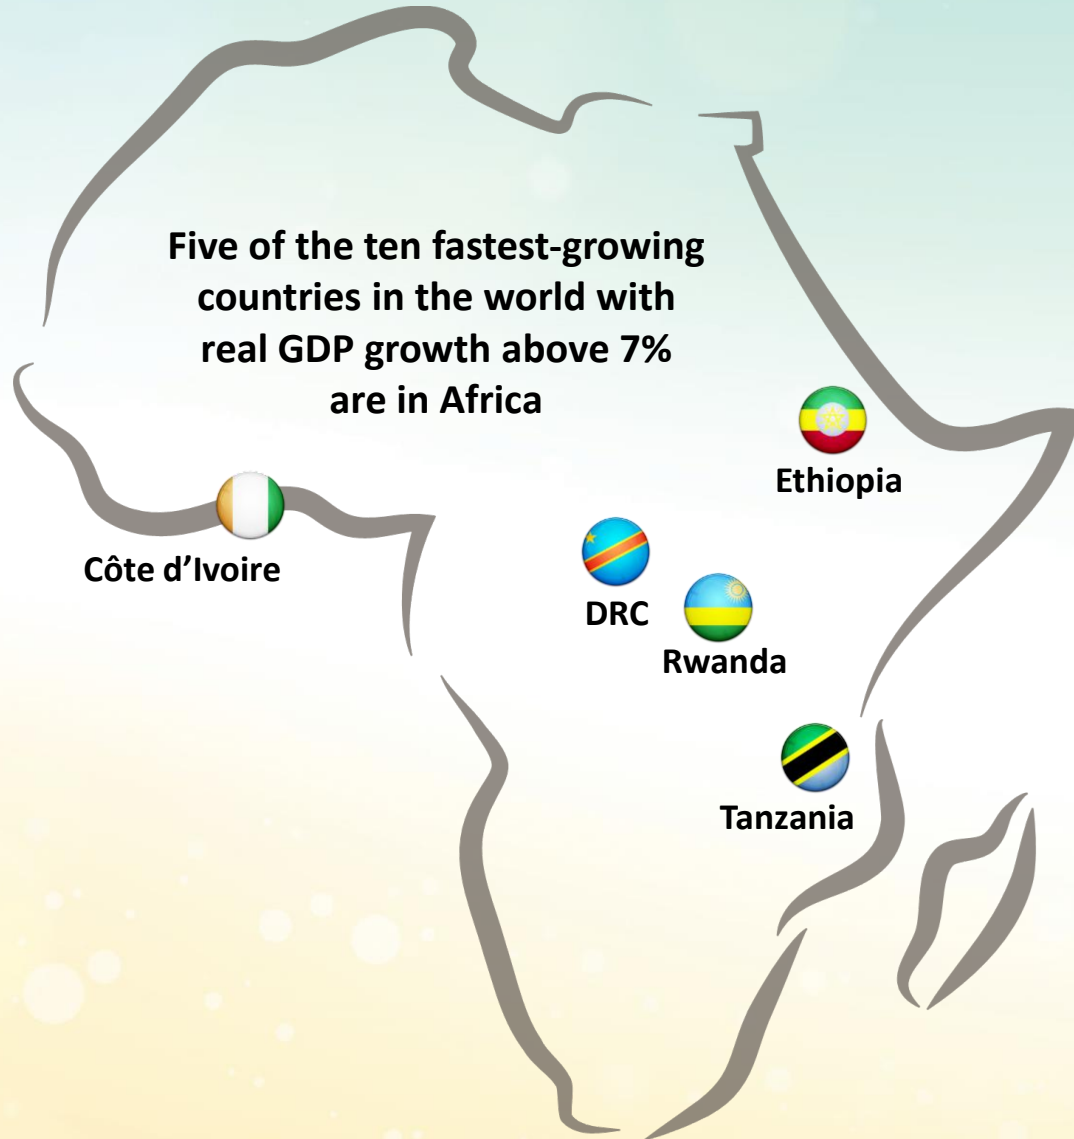 Five of the ten fastest-growing
countries in the world with
real GDP growth above 7%
are in Africa
Ethiopia
Côte d’Ivoire
DRC
Rwanda
Tanzania